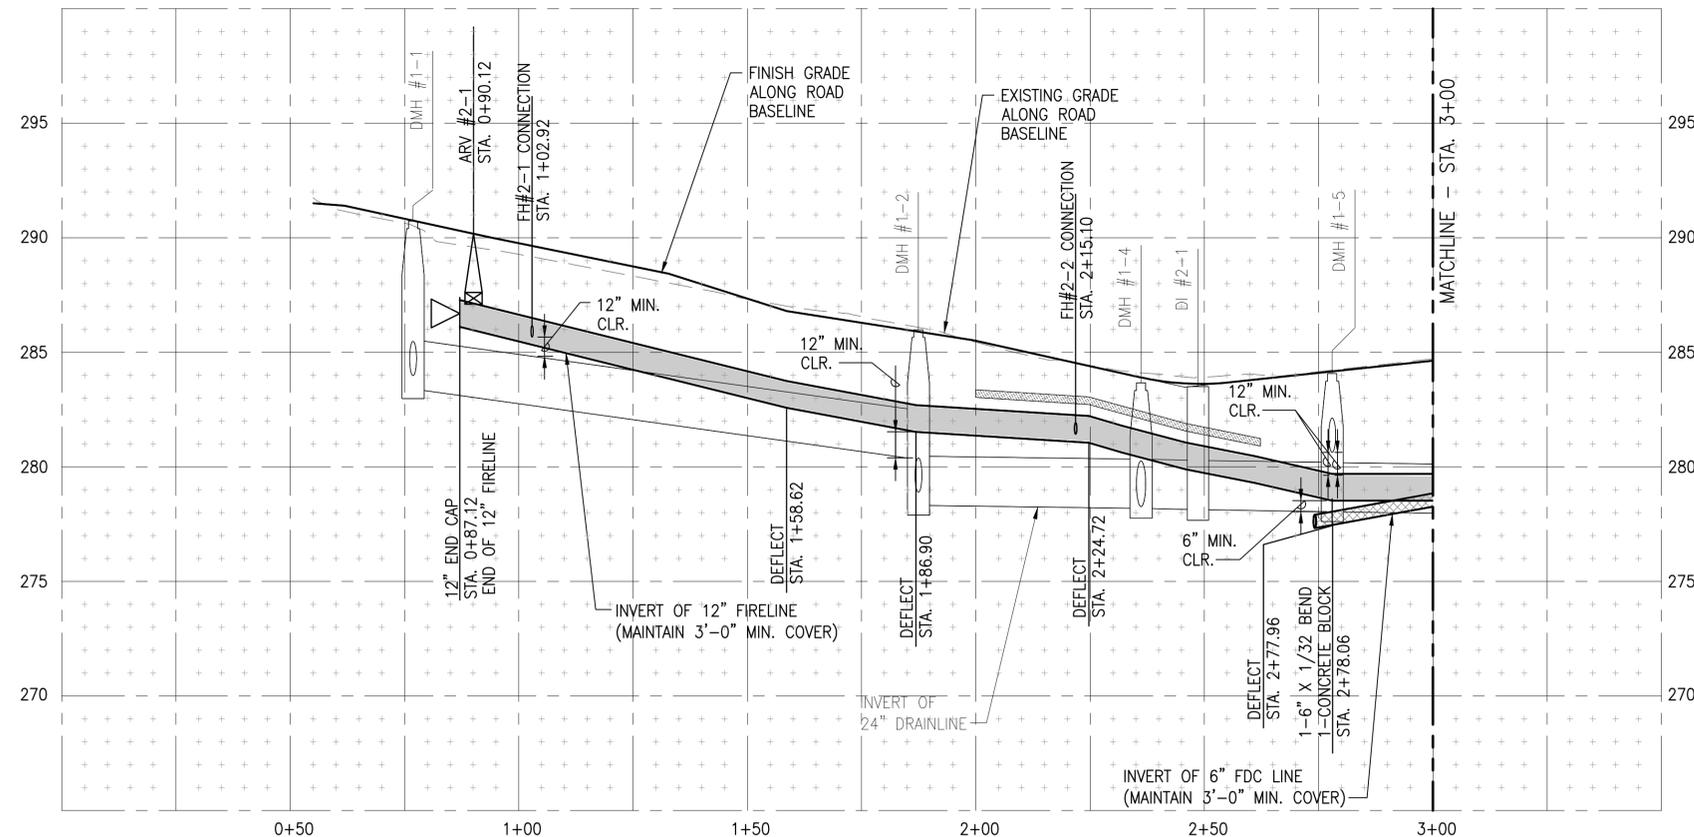 DMH #1-1
ARV #2-1
STA. 0+90.12
FH#2-1 CONNECTION
STA. 1+02.92
FINISH GRADE
ALONG ROAD
BASELINE
EXISTING GRADE
ALONG ROAD
BASELINE
MATCHLINE - STA. 3+00
295
295
290
290
285
285
280
280
275
275
270
270
DMH #1-2
FH#2-2 CONNECTION
STA. 2+15.10
DMH #1-4
DI #2-1
DMH #1-5
12" MIN.
CLR.
12" MIN.
CLR.
12" MIN.
CLR.
6" MIN.
CLR.
12" END CAP
STA. 0+87.12
END OF 12" FIRELINE
INVERT OF 12" FIRELINE
(MAINTAIN 3'-0" MIN. COVER)
DEFLECT
STA. 1+58.62
DEFLECT
STA. 1+86.90
INVERT OF
24" DRAINLINE
DEFLECT
STA. 2+24.72
DEFLECT
STA. 2+77.96
1-6" X 1/32 BEND
1-CONCRETE BLOCK
STA. 2+78.06
INVERT OF 6" FDC LINE
(MAINTAIN 3'-0" MIN. COVER)
0+50
1+00
1+50
2+00
2+50
3+00